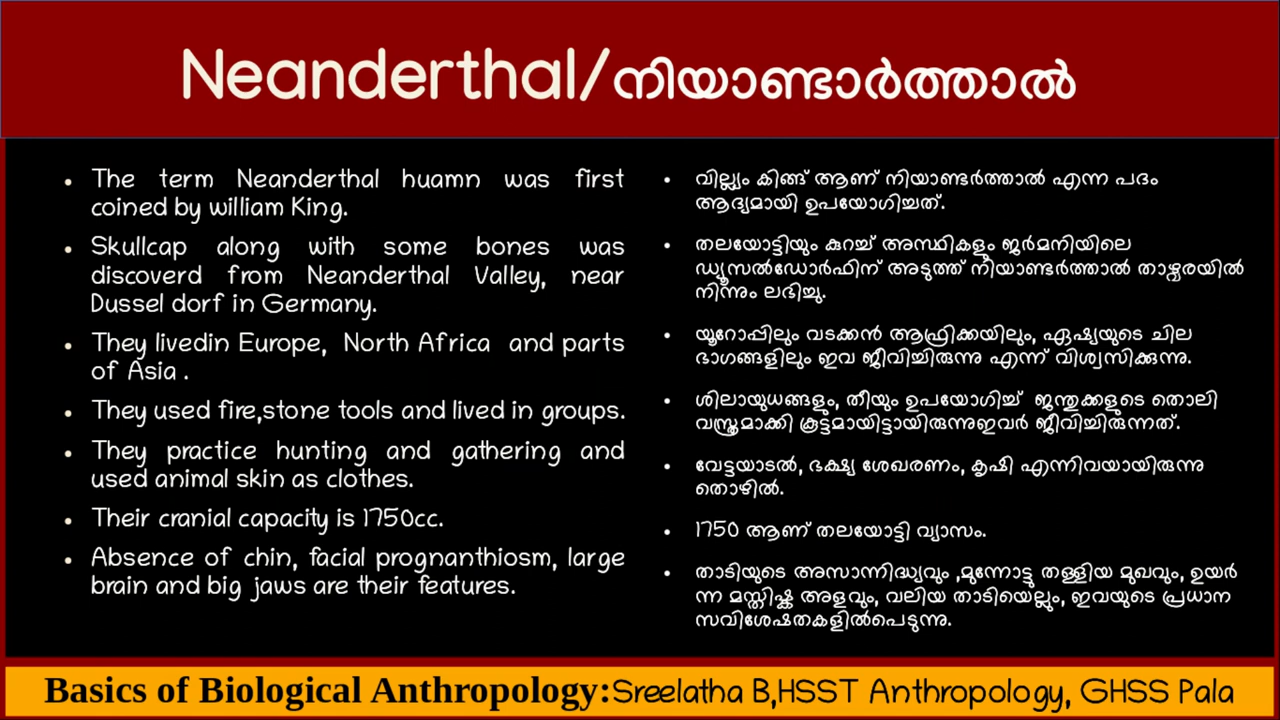 Neanderthal/നിയാണ്ടാർത്താൽ
• The term Neanderthal huamn was first
coined by william King.
• Skullcap along with some bones was
discoverd from Neanderthal Valley, near
Dussel dorf in Germany.
• They livedin Europe, North Africa and parts
of Asia .
• They used fire,stone tools and lived in groups.
• They practice hunting and gathering and
used animal skin as clothes.
• Their cranial capacity is 1750cc.
• Absence of chin, facial prognanthiosm, large
brain and big jaws are their features.
• വില്ല്യം കിങ്ങ് ആണ് നിയാണ്ടർത്താൽ എന്ന പദം
ആദ്യമായി ഉപയോഗിച്ചത്.
• തലയോട്ടിയും കുറച്ച് അസ്ഥികളും ജർമനിയിലെ
ഡ്യൂസൽഡോർഫിന് അടുത്ത് നിയാണ്ടർത്താൽ താഴ്വരയിൽ
നിന്നും ലഭിച്ചു.
• യൂറോപ്പിലും വടക്കൻ ആഫ്രിക്കയിലും, ഏഷ്യയുടെ ചില
ഭാഗങ്ങളിലും ഇവ ജീവിച്ചിരുന്നു എന്ന് വിശ്വസിക്കുന്നു.
• ശിലായുധങ്ങളും, തീയും ഉപയോഗിച്ച് ജന്തുക്കളുടെ തൊലി
വസ്ത്രമാക്കി കൂട്ടമായിട്ടായിരുന്നുഇവർ ജീവിച്ചിരുന്നത്.
• വേട്ടയാടൽ, ഭക്ഷ്യ ശേഖരണം, കൃഷി എന്നിവയായിരുന്നു
തൊഴിൽ.
• 1750 ആണ് തലയോട്ടി വ്യാസം.
• താടിയുടെ അസാന്നിദ്ധ്യവും ,മുന്നോട്ടു തള്ളിയ മുഖവും, ഉയർ
ന്ന മസ്തിഷ്ക അളവും, വലിയ താടിയെല്ലും, ഇവയുടെ പ്രധാന
സവിശേഷതകളിൽപെടുന്നു.
Basics of Biological Anthropology:Sreelatha B,HSST Anthropology, GHSS Pala